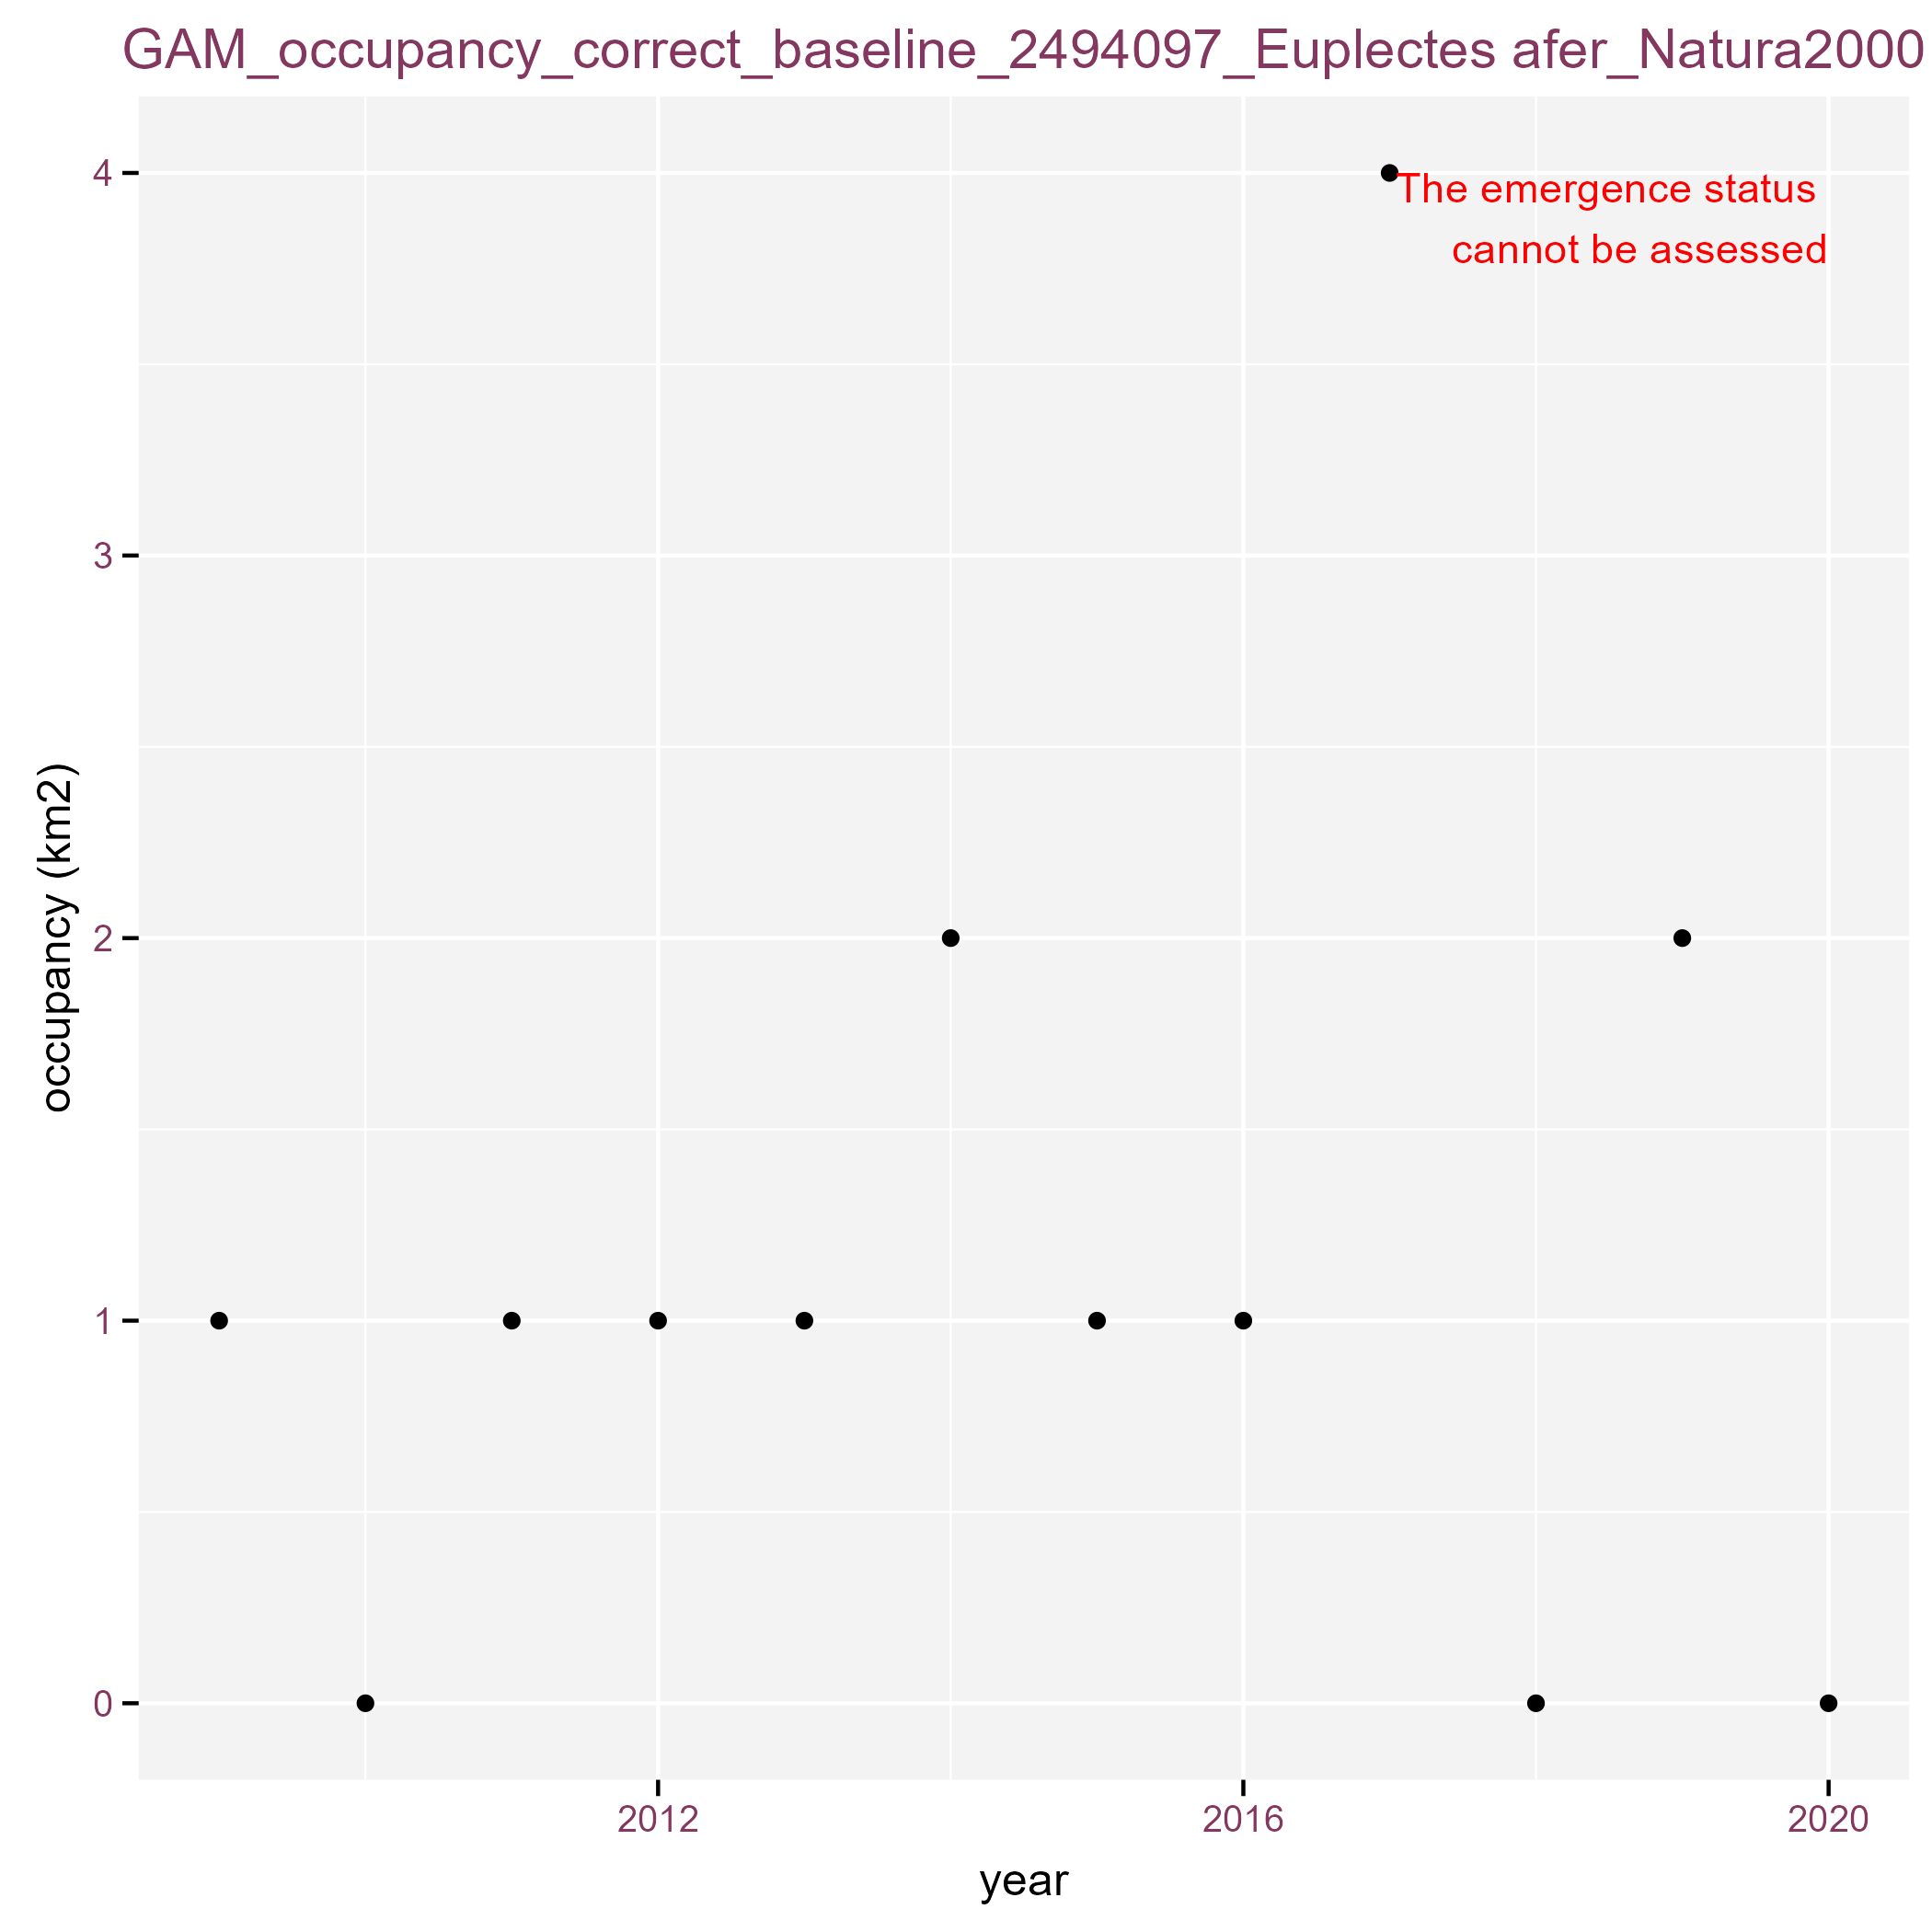 GAM_occupancy_correct_baseline_2494097_Euplectes afer_Natura2000
4
The emergence status
cannot be assessed
3
2
1
0
occupancy (km2)
2012
2016
2020
year